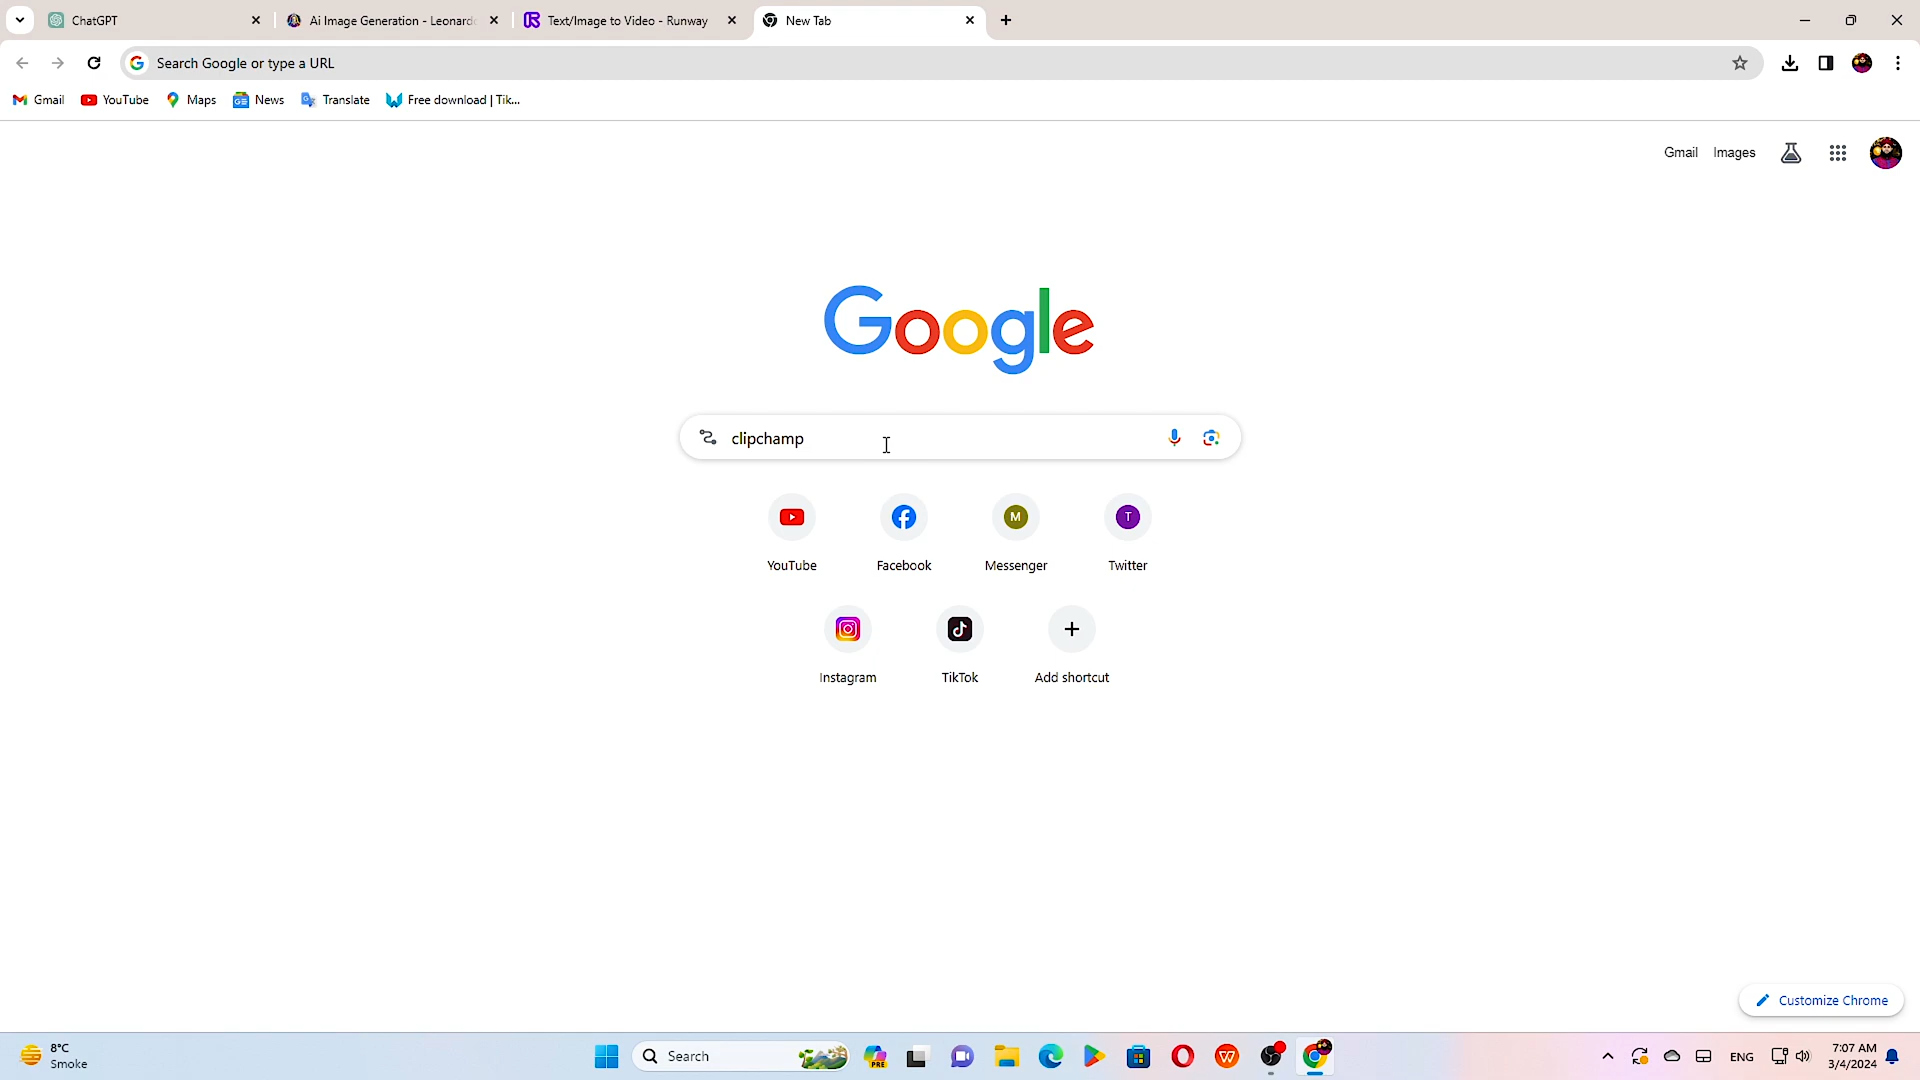 ChatGPT
Ai Image Generation - Leonard
Text/Image to Video - Runway
New Tab
Search Google or type a URL
Gmail
YouTube
Maps
News
Translate
Free download | Tik...
Gmail
Images
Google
clipchamp
YouTube
Facebook
Messenger
Twitter
M
T
Instagram
TikTok
Add shortcut
Customize Chrome
8°C
Smoke
Search
PRE
ENG
7:07 AM
3/4/2024